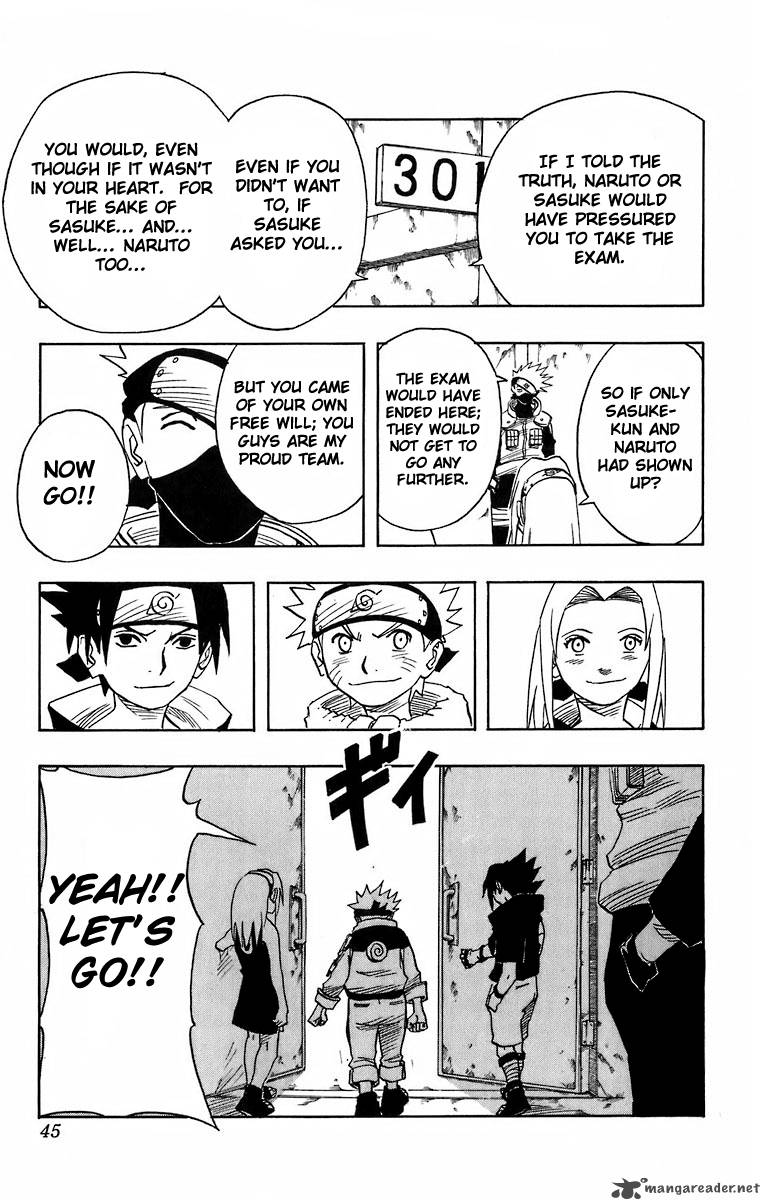 IF I TOLD THE
TRUTH, NARUTO OR
SASUKE WOULD
HAVE PRESSURED
YOU TO TAKE THE
EXAM.
301
EVEN IF YOU
DIDN'T WANT
TO, IF
SASUKE
ASKED YOU...
YOU WOULD, EVEN
THOUGH IF IT WASN'T
IN YOUR HEART. FOR
THE SAKE OF
SASUKE... AND...
WELL... NARUTO
TOO...
SO IF ONLY
SASUKE-
KUN AND
NARUTO
HAD SHOWN
UP?
THE EXAM
WOULD HAVE
ENDED HERE;
THEY WOULD
NOT GET TO
GO ANY
FURTHER.
BUT YOU CAME
OF YOUR OWN
FREE WILL; YOU
GUYS ARE MY
PROUD TEAM.
NOW
GO!!
ギィ
YEAH!!
LET'S
GO!!
45
mangareader.net